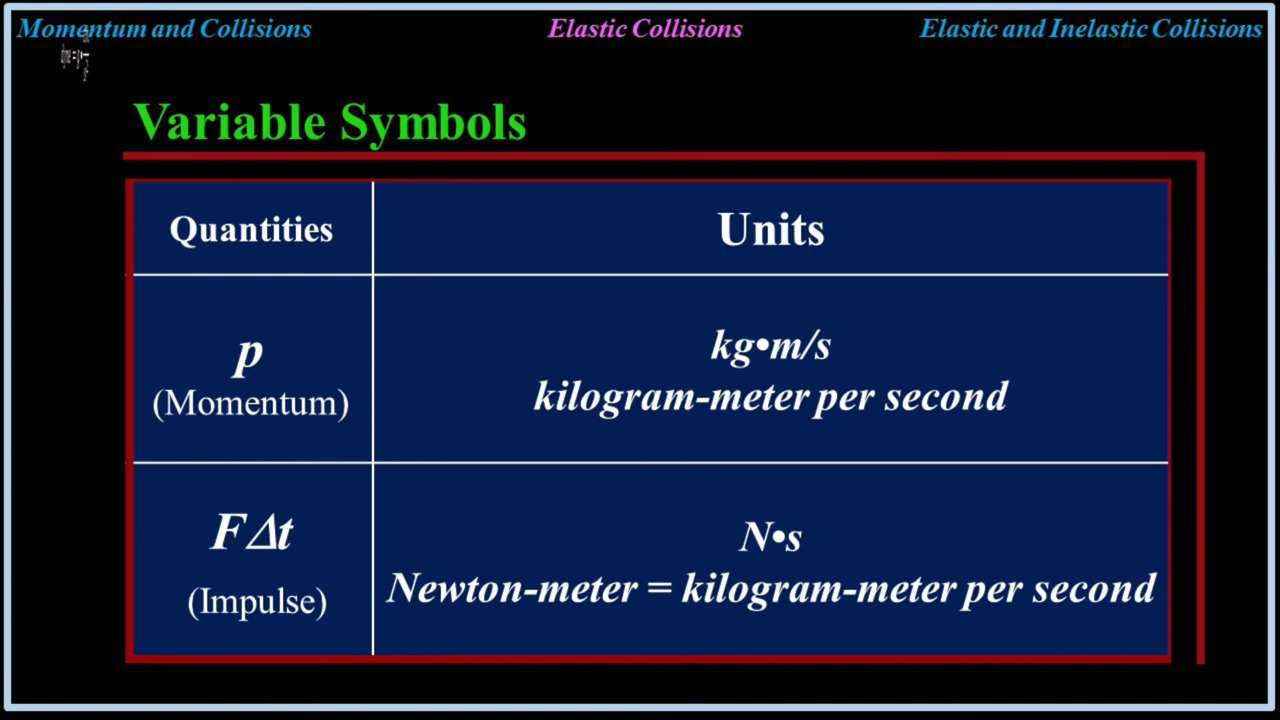 Momentum and Collisions Elastic Collisions Elastic and Inelastic Collisions
Variable Symbols
Quantities Units
p
(Momentum)
kg•m/s
kilogram-meter per second
FΔt
(Impulse)
N•s
Newton-meter = kilogram-meter per second